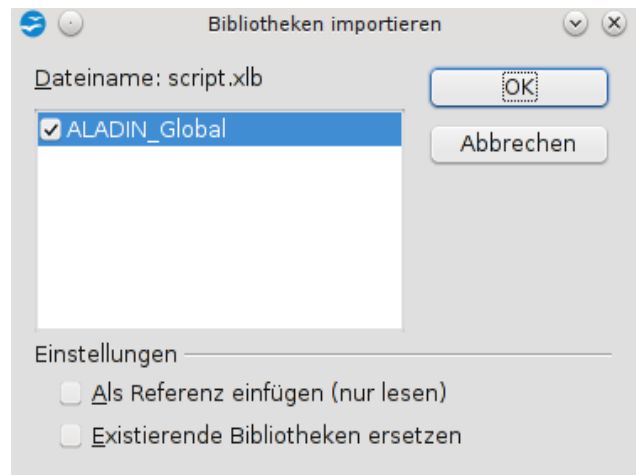 Bibliotheken importieren
Dateiname: script.xlb
OK
ALADIN_Global
Abbrechen
Einstellungen
Als Referenz einfügen (nur lesen)
Existierende Bibliotheken ersetzen